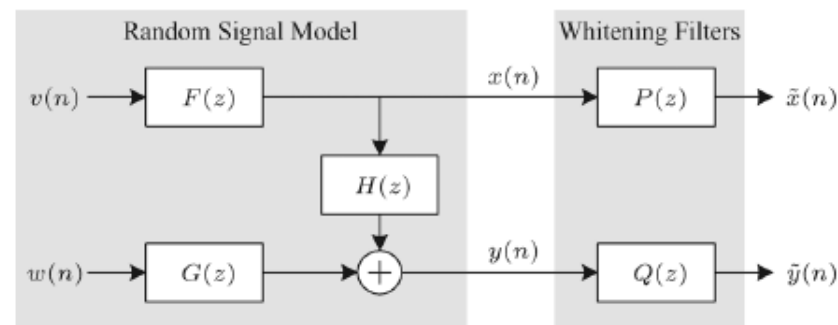 Random Signal Model Whitening Filters
v(n) F(z) x(n) P(z) x̃(n)
H(z)
w(n) G(z) + y(n) Q(z) ỹ(n)